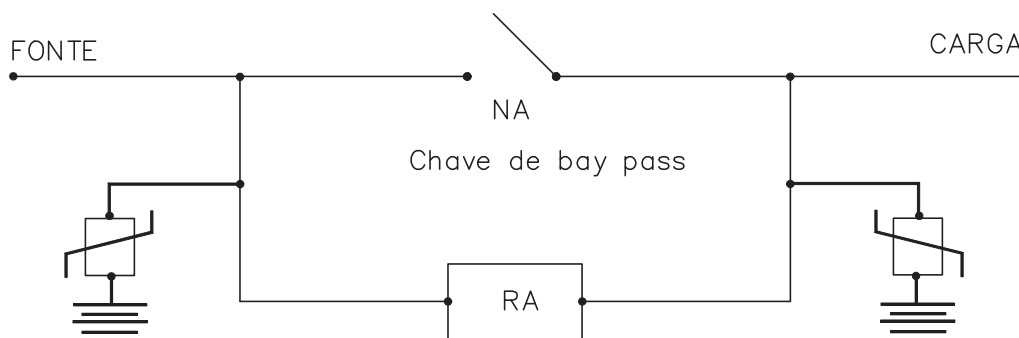 FONTE
CARGA
NA
Chave de bay pass
RA